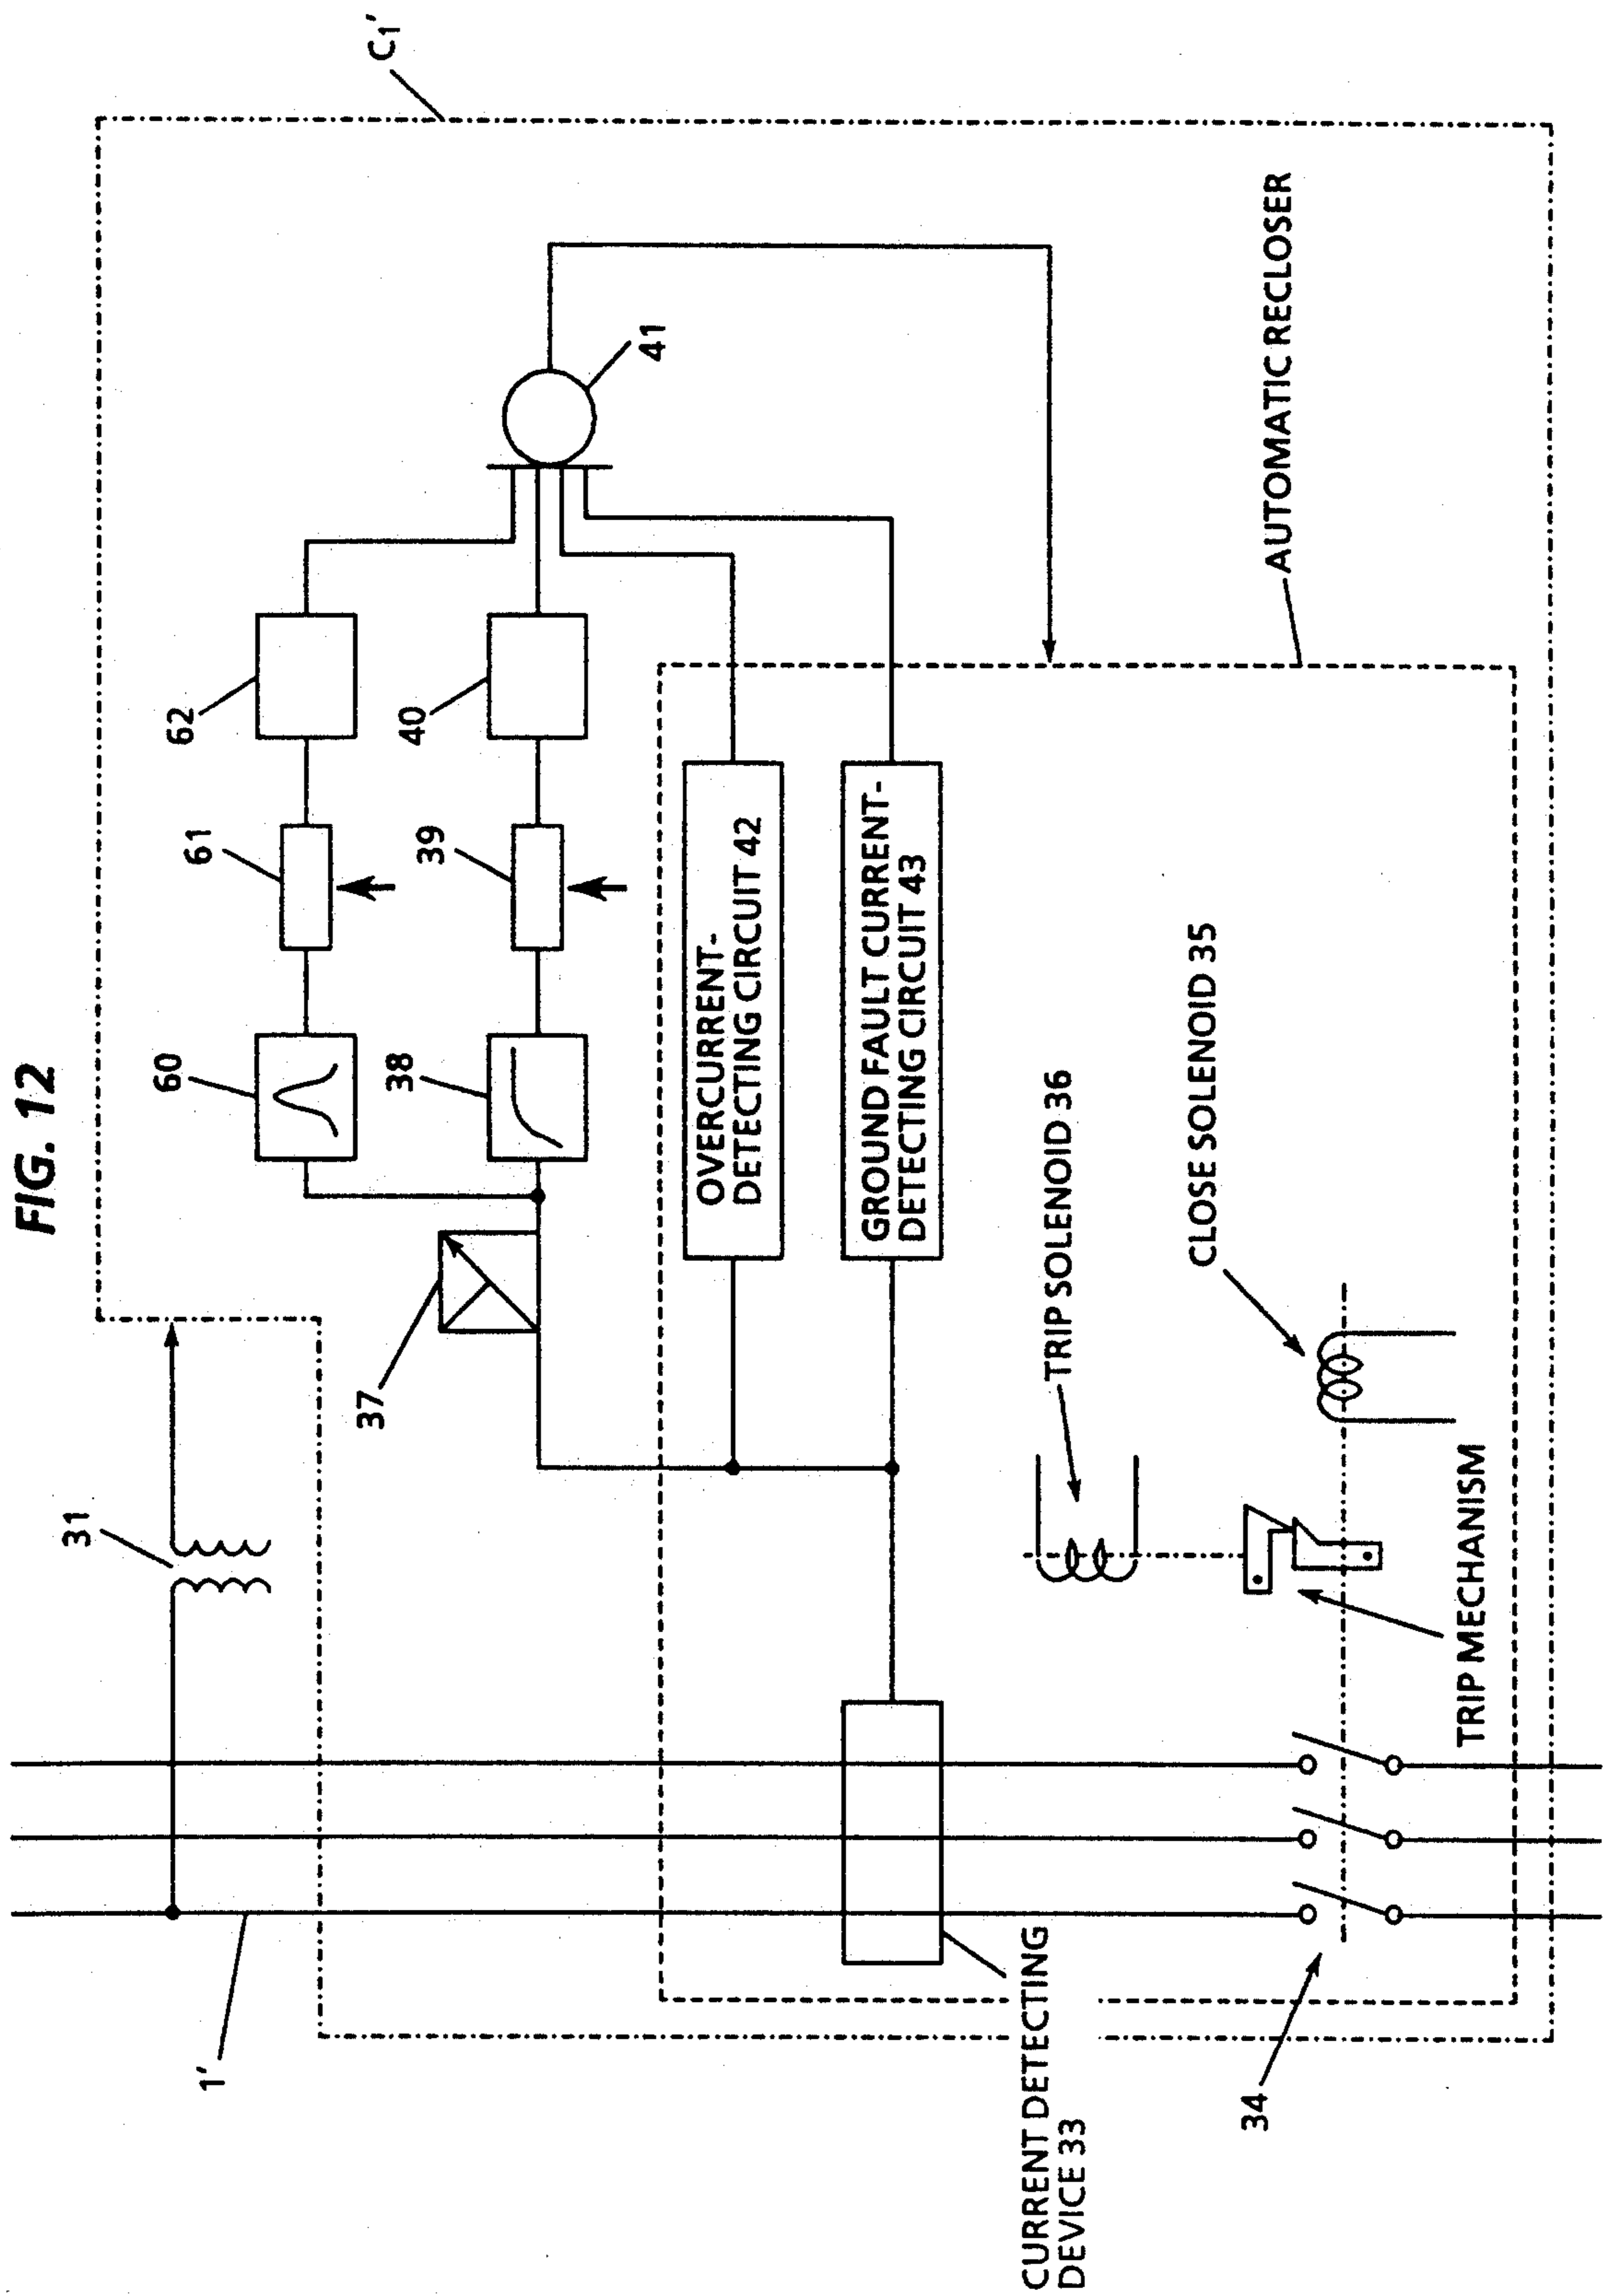 FIG. 12
C1'
31
1'
37
60
61
62
38
39
40
41
OVERCURRENT-
DETECTING CIRCUIT 42
GROUND FAULT CURRENT-
DETECTING CIRCUIT 43
CURRENT DETECTING
DEVICE 33
TRIP SOLENOID 36
CLOSE SOLENOID 35
AUTOMATIC RECLOSER
TRIP MECHANISM
34